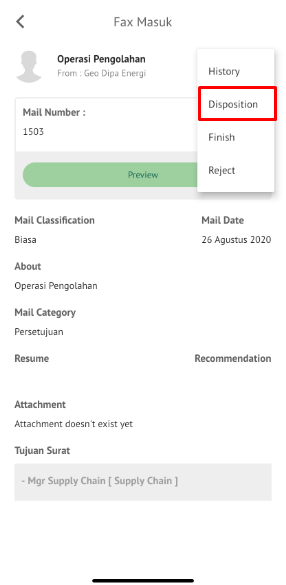 Fax Masuk
Operasi Pengolahan
From : Geo Dipa Energi
History
Disposition
Finish
Reject
Mail Number :
1503
Preview
Mail Classification
Mail Date
Biasa
26 Agustus 2020
About
Operasi Pengolahan
Mail Category
Persetujuan
Resume
Recommendation
Attachment
Attachment doesn't exist yet
Tujuan Surat
- Mgr Supply Chain [ Supply Chain ]